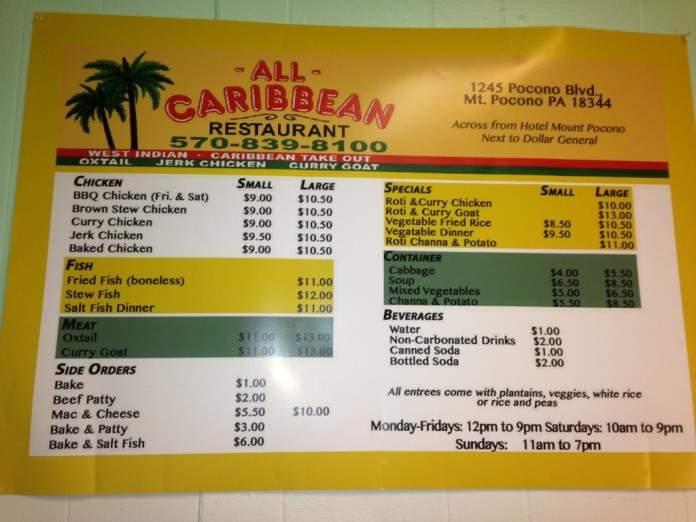 - ALL -
CARIBBEAN
RESTAURANT
570-839-8100
1245 Pocono Blvd.,
Mt. Pocono PA 18344
Across from Hotel Mount Pocono
Next to Dollar General
WEST INDIAN · CARIBBEAN TAKE OUT
OXTAIL JERK CHICKEN CURRY GOAT
CHICKEN SMALL LARGE
BBQ Chicken (Fri. & Sat) $9.00 $10.50
Brown Stew Chicken $9.00 $10.50
Curry Chicken $9.00 $10.50
Jerk Chicken $9.50 $10.50
Baked Chicken $9.00 $10.50
FISH
Fried Fish (boneless) $11.00
Stew Fish $12.00
Salt Fish Dinner $11.00
MEAT
Oxtail $11.00 $13.00
Curry Goat $11.00 $13.00
SIDE ORDERS
Bake $1.00
Beef Patty $2.00
Mac & Cheese $5.50 $10.00
Bake & Patty $3.00
Bake & Salt Fish $6.00
SPECIALS SMALL LARGE
Roti &Curry Chicken $10.00
Roti & Curry Goat $13.00
Vegetable Fried Rice $8.50 $10.50
Vegatable Dinner $9.50 $10.50
Roti Channa & Potato $11.00
CONTAINER
Cabbage $4.00 $5.50
Soup $6.50 $8.50
Mixed Vegetables $5.00 $6.50
Channa & Potato $5.50 $8.50
BEVERAGES
Water $1.00
Non-Carbonated Drinks $2.00
Canned Soda $1.00
Bottled Soda $2.00
All entrees come with plantains, veggies, white rice
or rice and peas
Monday-Fridays: 12pm to 9pm Saturdays: 10am to 9pm
Sundays: 11am to 7pm